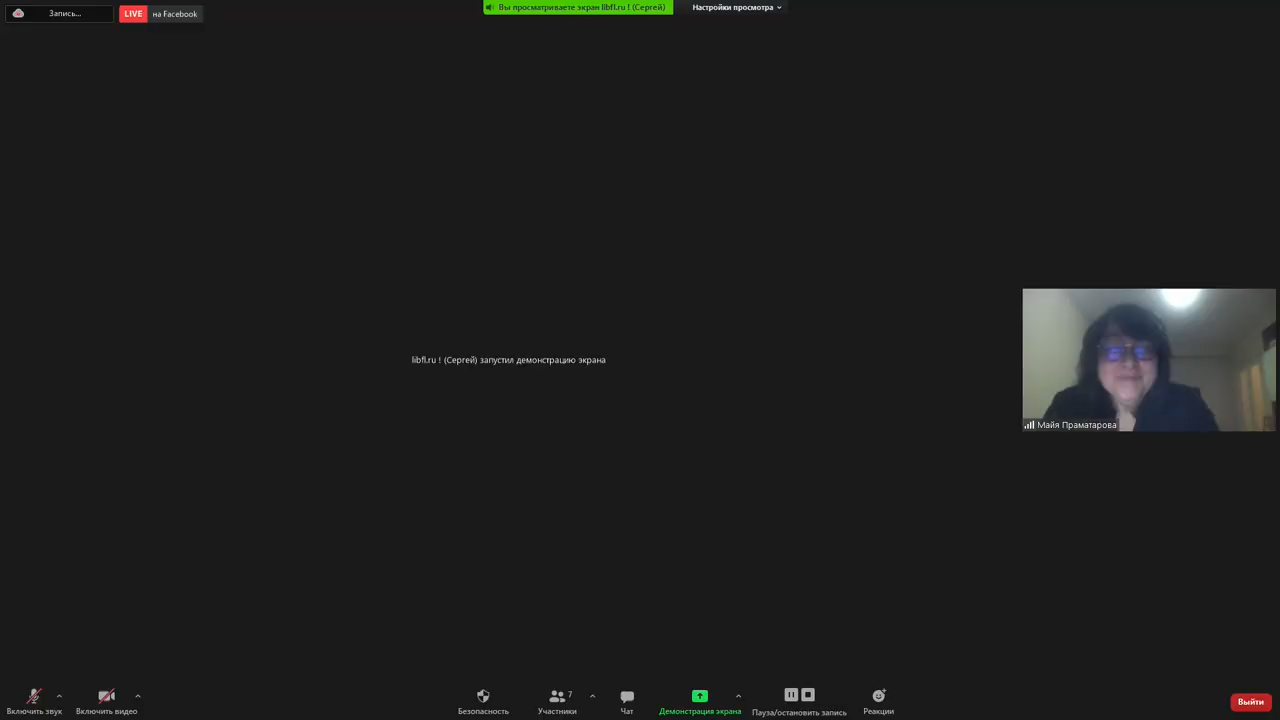 Запись...
LIVE на Facebook
Вы просматриваете экран libfl.ru ! (Сергей)
Настройки просмотра
libfl.ru ! (Сергей) запустил демонстрацию экрана
Майя Праматарова
Включить звук
Включить видео
Безопасность
7
Участники
Чат
Демонстрация экрана
Пауза/остановить запись
Реакции
Выйти